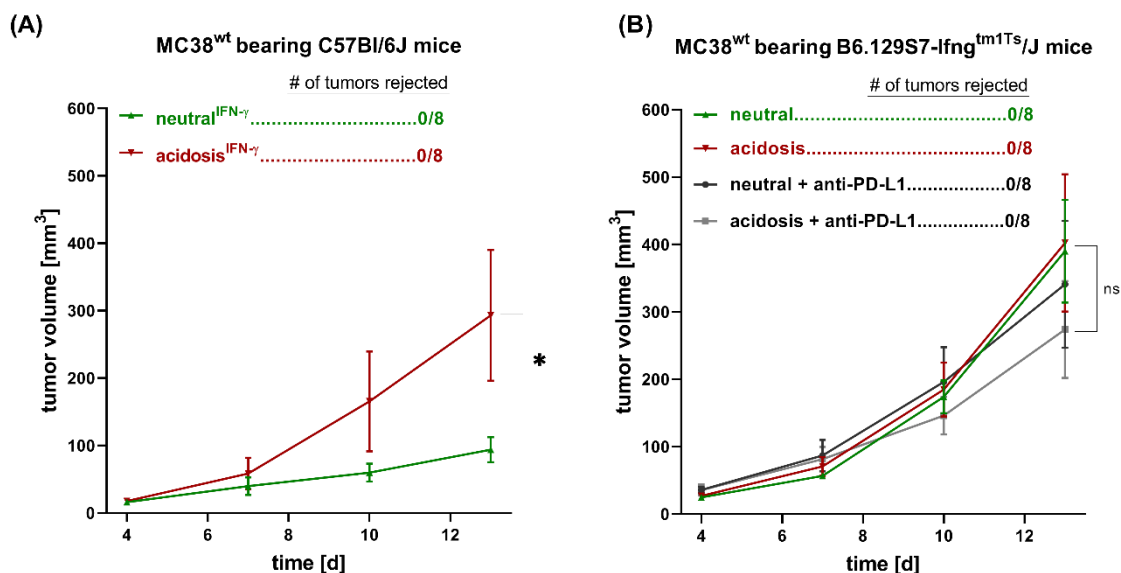 (A)
MC38wt bearing C57Bl/6J mice
# of tumors rejected
neutralIFN-γ..............................0/8
acidosisIFN-γ............................0/8
tumor volume [mm3]
600
500
400
300
200
100
0
*
4
6
8
10
12
time [d]
(B)
MC38wt bearing B6.129S7-Ifngtm1Ts/J mice
# of tumors rejected
neutral........................................0/8
acidosis......................................0/8
neutral + anti-PD-L1..................0/8
acidosis + anti-PD-L1................0/8
tumor volume [mm3]
600
500
400
300
200
100
0
ns
4
6
8
10
12
time [d]